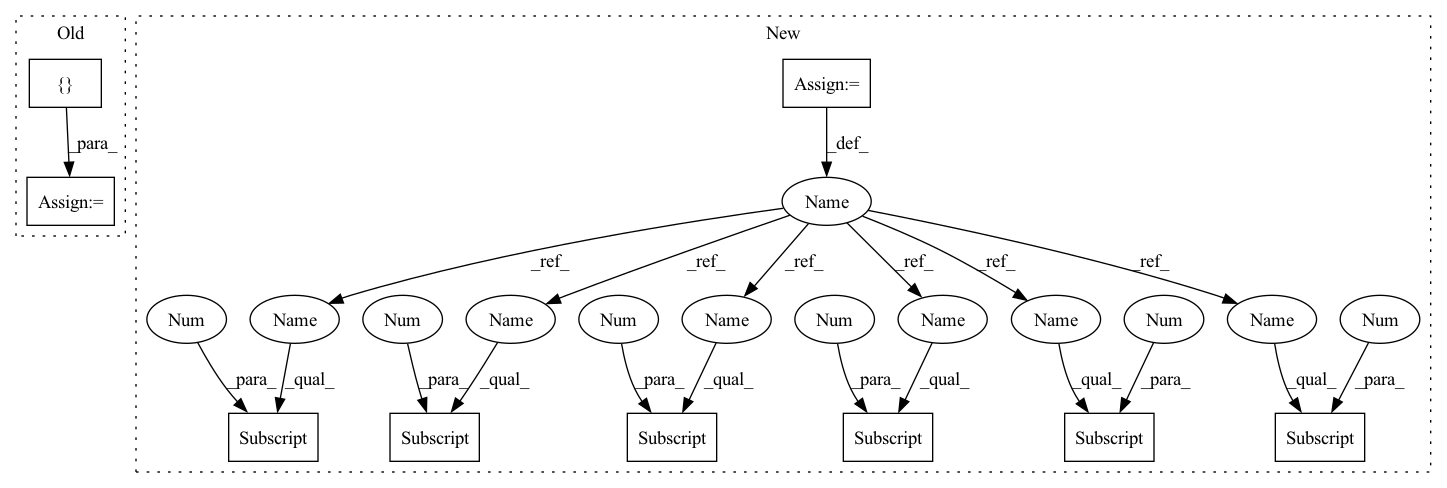 Old
New
{}
Assign:=
_para_
_def_
Assign:=
Name
_ref_
_ref_
_ref_
_ref_
_ref_
_ref_
Num
Name
Num
Name
Num
Name
Num
Name
Name
Num
Name
Num
_para_
_qual_
_para_
_qual_
_para_
_qual_
_para_
_qual_
_qual_
_para_
_qual_
_para_
Subscript
Subscript
Subscript
Subscript
Subscript
Subscript